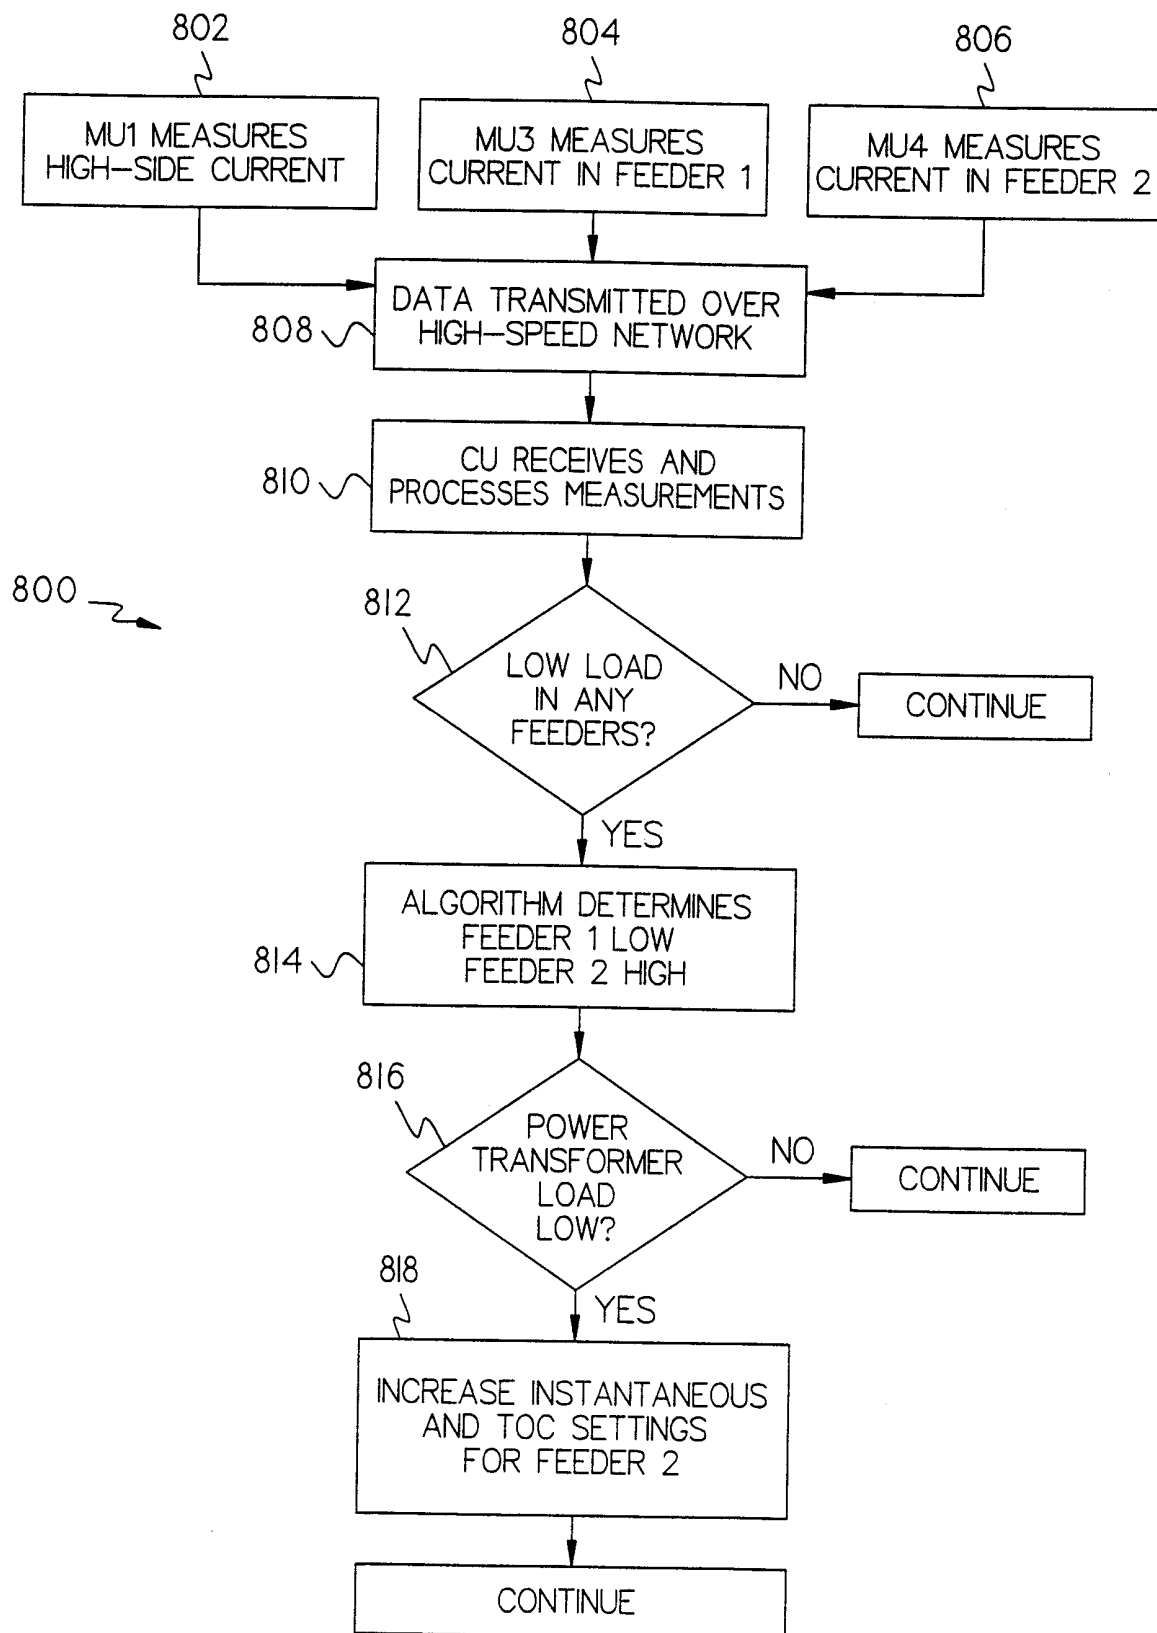 802
804
806
MU1 MEASURES
HIGH-SIDE CURRENT
MU3 MEASURES
CURRENT IN FEEDER 1
MU4 MEASURES
CURRENT IN FEEDER 2
DATA TRANSMITTED OVER
HIGH-SPEED NETWORK
808
CU RECEIVES AND
PROCESSES MEASUREMENTS
810
800
812
LOW LOAD
IN ANY
FEEDERS?
NO
CONTINUE
YES
ALGORITHM DETERMINES
FEEDER 1 LOW
FEEDER 2 HIGH
814
816
POWER
TRANSFORMER
LOAD
LOW?
NO
CONTINUE
818
YES
INCREASE INSTANTANEOUS
AND TOC SETTINGS
FOR FEEDER 2
CONTINUE